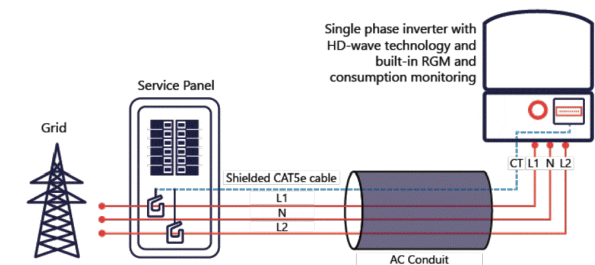 Single phase inverter with
HD-wave technology and
built-in RGM and
consumption monitoring
Service Panel
Grid
CT L1 N L2
Shielded CAT5e cable
L1
N
L2
AC Conduit